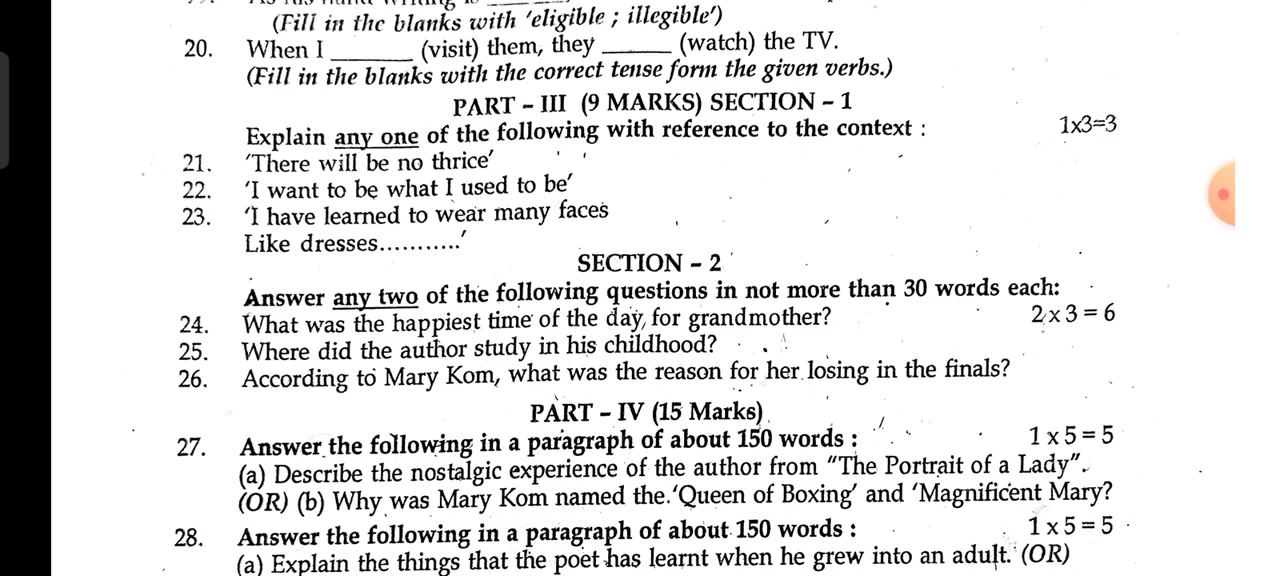 (Fill in the blanks with 'eligible ; illegible')
20. When I ________ (visit) them, they ______ (watch) the TV.
(Fill in the blanks with the correct tense form the given verbs.)
PART – III (9 MARKS) SECTION – 1
Explain any one of the following with reference to the context : 1x3=3
21. 'There will be no thrice'
22. 'I want to be what I used to be'
23. 'I have learned to wear many faces
Like dresses...........'
SECTION – 2
Answer any two of the following questions in not more than 30 words each:
24. What was the happiest time of the day, for grandmother? 2 x 3 = 6
25. Where did the author study in his childhood?
26. According to Mary Kom, what was the reason for her losing in the finals?
PART – IV (15 Marks)
27. Answer the following in a paragraph of about 150 words : 1 x 5 = 5
(a) Describe the nostalgic experience of the author from "The Portrait of a Lady".
(OR) (b) Why was Mary Kom named the 'Queen of Boxing' and 'Magnificent Mary?
28. Answer the following in a paragraph of about 150 words : 1 x 5 = 5
(a) Explain the things that the poet has learnt when he grew into an adult. (OR)